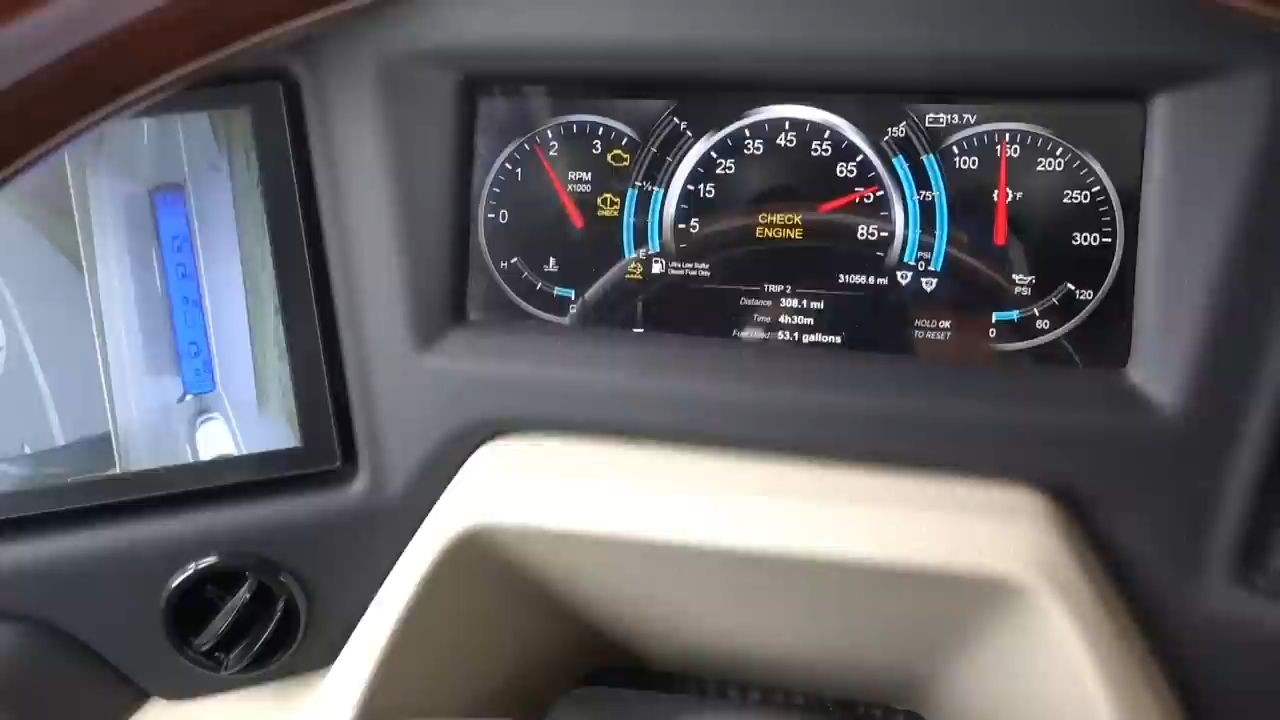 0
1
2
3
RPM
X1000
CHECK
H
C
F
½
E
Ultra Low Sulfur
Diesel Fuel Only
5
15
25
35
45
55
65
75
85
CHECK
ENGINE
31056.6 mi
TRIP 2
Distance 308.1 mi
Time 4h30m
Fuel Used 53.1 gallons
150
75
PSI
0
1
2
HOLD OK
TO RESET
13.7V
100
150
200
250
300
°F
PSI
0
60
120